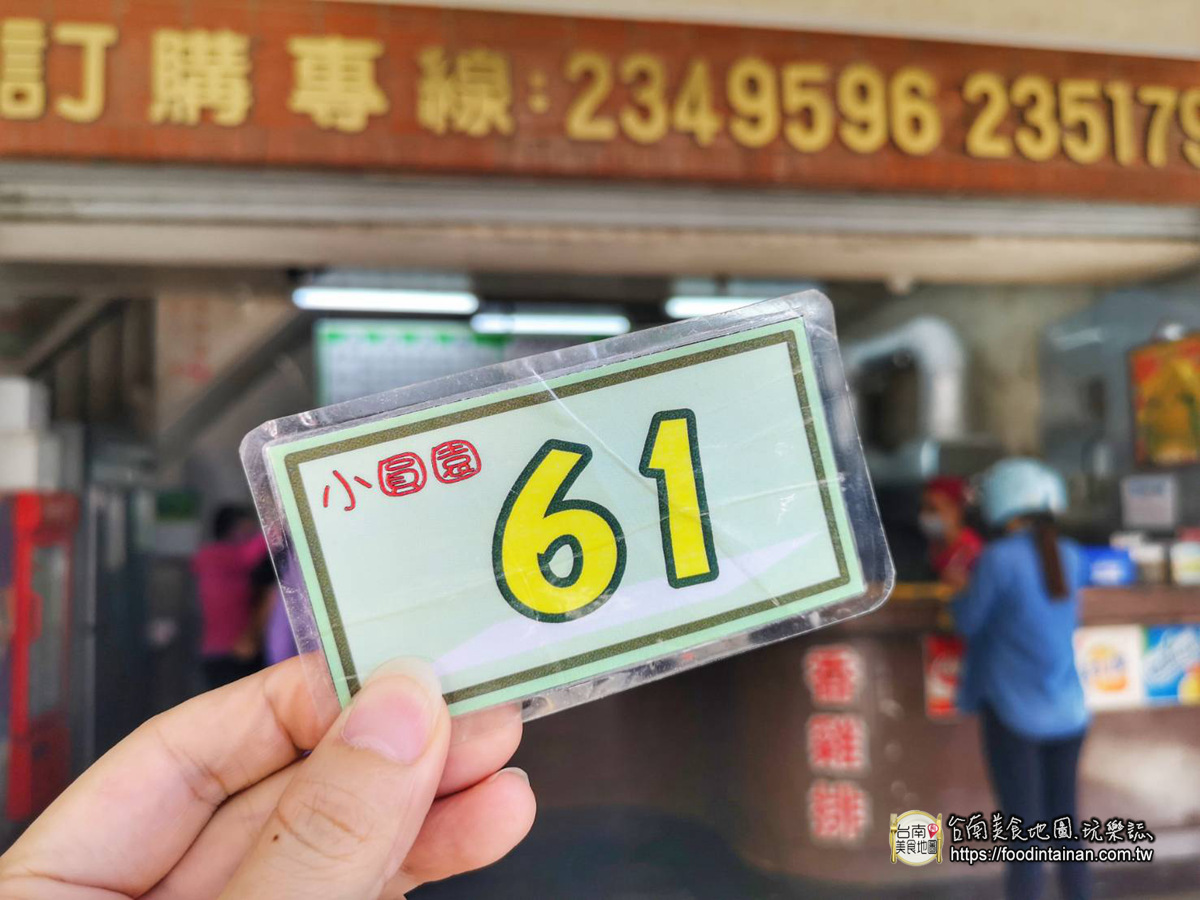 訂購專線:2349596 235179
小圓園 61
香雞排
台南美食地圖
台南美食地圖.玩樂誌
https://foodintainan.com.tw